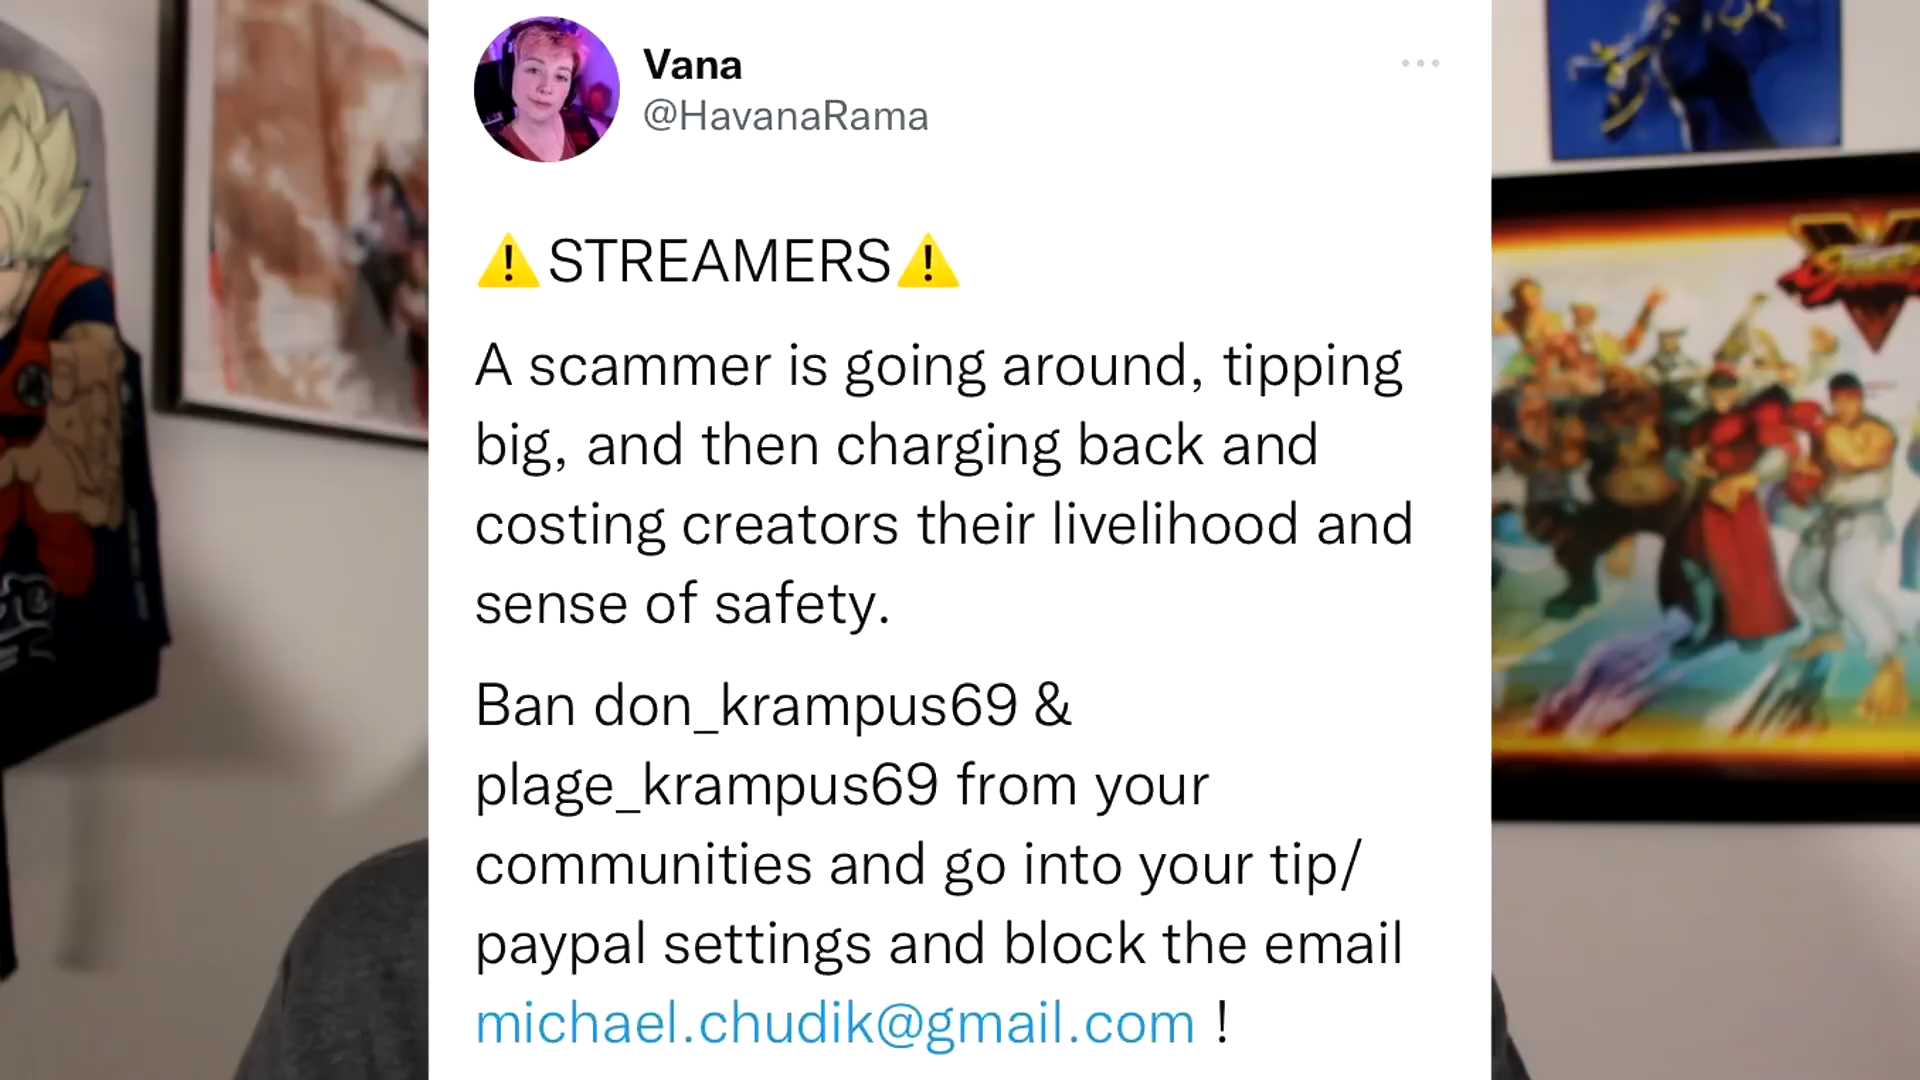 Vana
@HavanaRama
⚠️STREAMERS⚠️
A scammer is going around, tipping
big, and then charging back and
costing creators their livelihood and
sense of safety.
Ban don_krampus69 &
plage_krampus69 from your
communities and go into your tip/
paypal settings and block the email
michael.chudik@gmail.com !